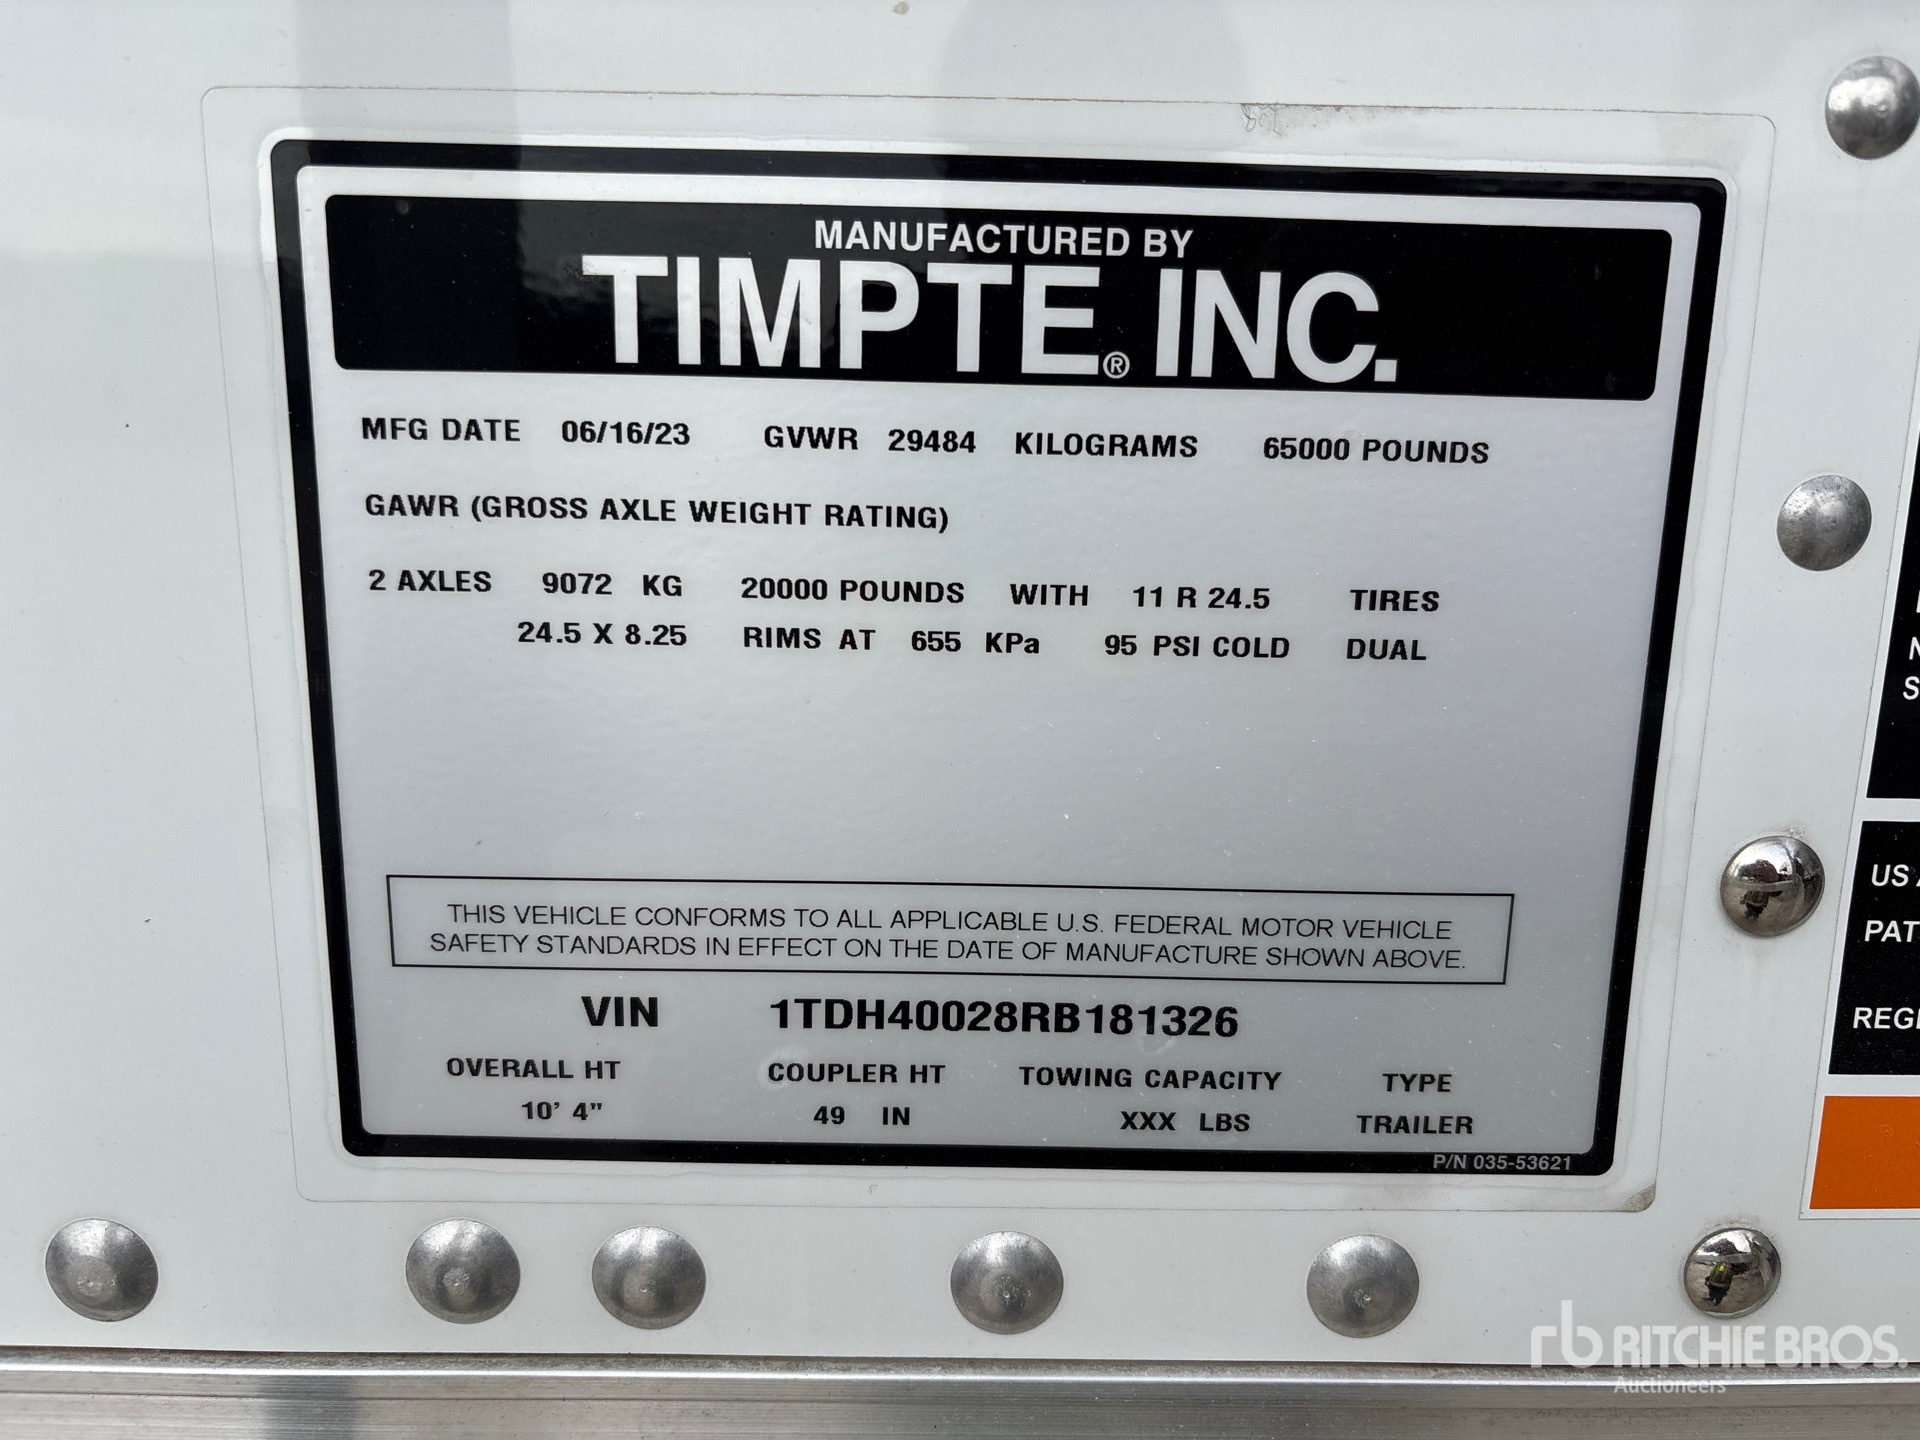 MANUFACTURED BY
TIMPTE® INC.
MFG DATE 06/16/23 GVWR 29484 KILOGRAMS 65000 POUNDS
GAWR (GROSS AXLE WEIGHT RATING)
2 AXLES 9072 KG 20000 POUNDS WITH 11 R 24.5 TIRES
24.5 X 8.25 RIMS AT 655 KPa 95 PSI COLD DUAL
THIS VEHICLE CONFORMS TO ALL APPLICABLE U.S. FEDERAL MOTOR VEHICLE
SAFETY STANDARDS IN EFFECT ON THE DATE OF MANUFACTURE SHOWN ABOVE.
VIN 1TDH40028RB181326
OVERALL HT COUPLER HT TOWING CAPACITY TYPE
10' 4" 49 IN XXX LBS TRAILER
P/N 035-53621
US
rb RITCHIE BROS.
Auctioneers